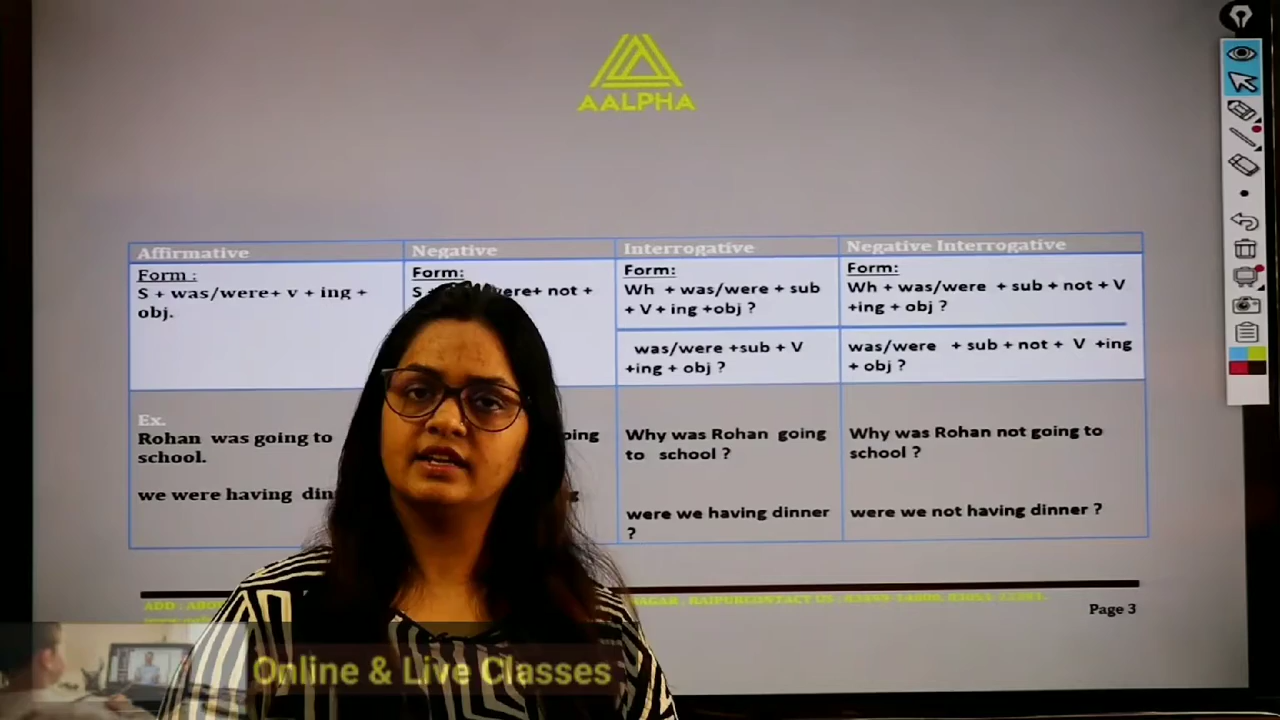 AALPHA
Affirmative
Form :
S + was/were+ v + ing +
obj.
Negative
Form:
+ not +
Interrogative
Form:
Wh + was/were + sub
+ V + ing +obj ?
was/were +sub + V
+ing + obj ?
Negative Interrogative
Form:
Wh + was/were + sub + not + V
+ing + obj ?
was/were + sub + not + V +ing
+ obj ?
Ex.
Rohan was going to
school.
we were having
Why was Rohan going
to school ?
were we having dinner
?
Why was Rohan not going to
school ?
were we not having dinner ?
ADD :
Page 3
Online & Live Classes